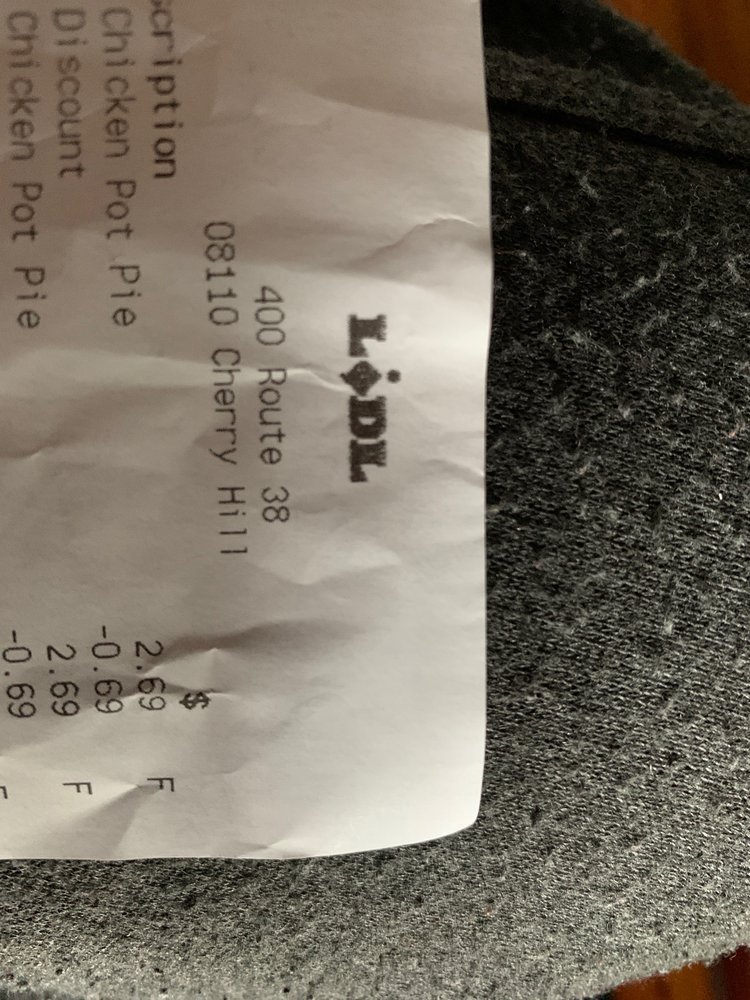 LIDL
400 Route 38
08110 Cherry Hill
cription $
Chicken Pot Pie 2.69 F
Discount -0.69
Chicken Pot Pie 2.69 F
-0.69